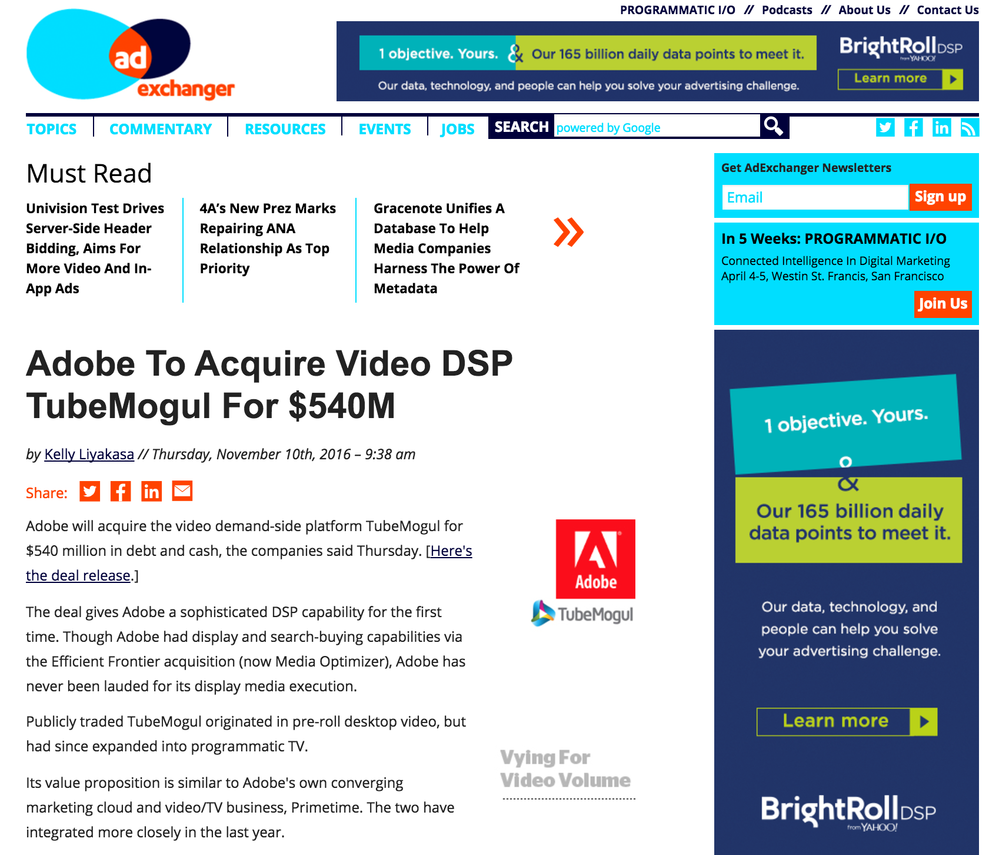 PROGRAMMATIC I/O // Podcasts // About Us // Contact Us
ad
exchanger
1 objective. Yours. & Our 165 billion daily data points to meet it.
Our data, technology, and people can help you solve your advertising challenge.
BrightRoll DSP
from YAHOO!
Learn more
TOPICS COMMENTARY RESOURCES EVENTS JOBS SEARCH powered by Google
Must Read
Univision Test Drives
Server-Side Header
Bidding, Aims For
More Video And In-
App Ads
4A's New Prez Marks
Repairing ANA
Relationship As Top
Priority
Gracenote Unifies A
Database To Help
Media Companies
Harness The Power Of
Metadata
Get AdExchanger Newsletters
Email Sign up
In 5 Weeks: PROGRAMMATIC I/O
Connected Intelligence In Digital Marketing
April 4-5, Westin St. Francis, San Francisco
Join Us
Adobe To Acquire Video DSP
TubeMogul For $540M
by Kelly Liyakasa // Thursday, November 10th, 2016 – 9:38 am
Share:
Adobe will acquire the video demand-side platform TubeMogul for
$540 million in debt and cash, the companies said Thursday. [Here's
the deal release.]
The deal gives Adobe a sophisticated DSP capability for the first
time. Though Adobe had display and search-buying capabilities via
the Efficient Frontier acquisition (now Media Optimizer), Adobe has
never been lauded for its display media execution.
Publicly traded TubeMogul originated in pre-roll desktop video, but
had since expanded into programmatic TV.
Its value proposition is similar to Adobe's own converging
marketing cloud and video/TV business, Primetime. The two have
integrated more closely in the last year.
Adobe
TubeMogul
Vying For
Video Volume
1 objective. Yours.
&
Our 165 billion daily
data points to meet it.
Our data, technology, and
people can help you solve
your advertising challenge.
Learn more
BrightRoll DSP
from YAHOO!